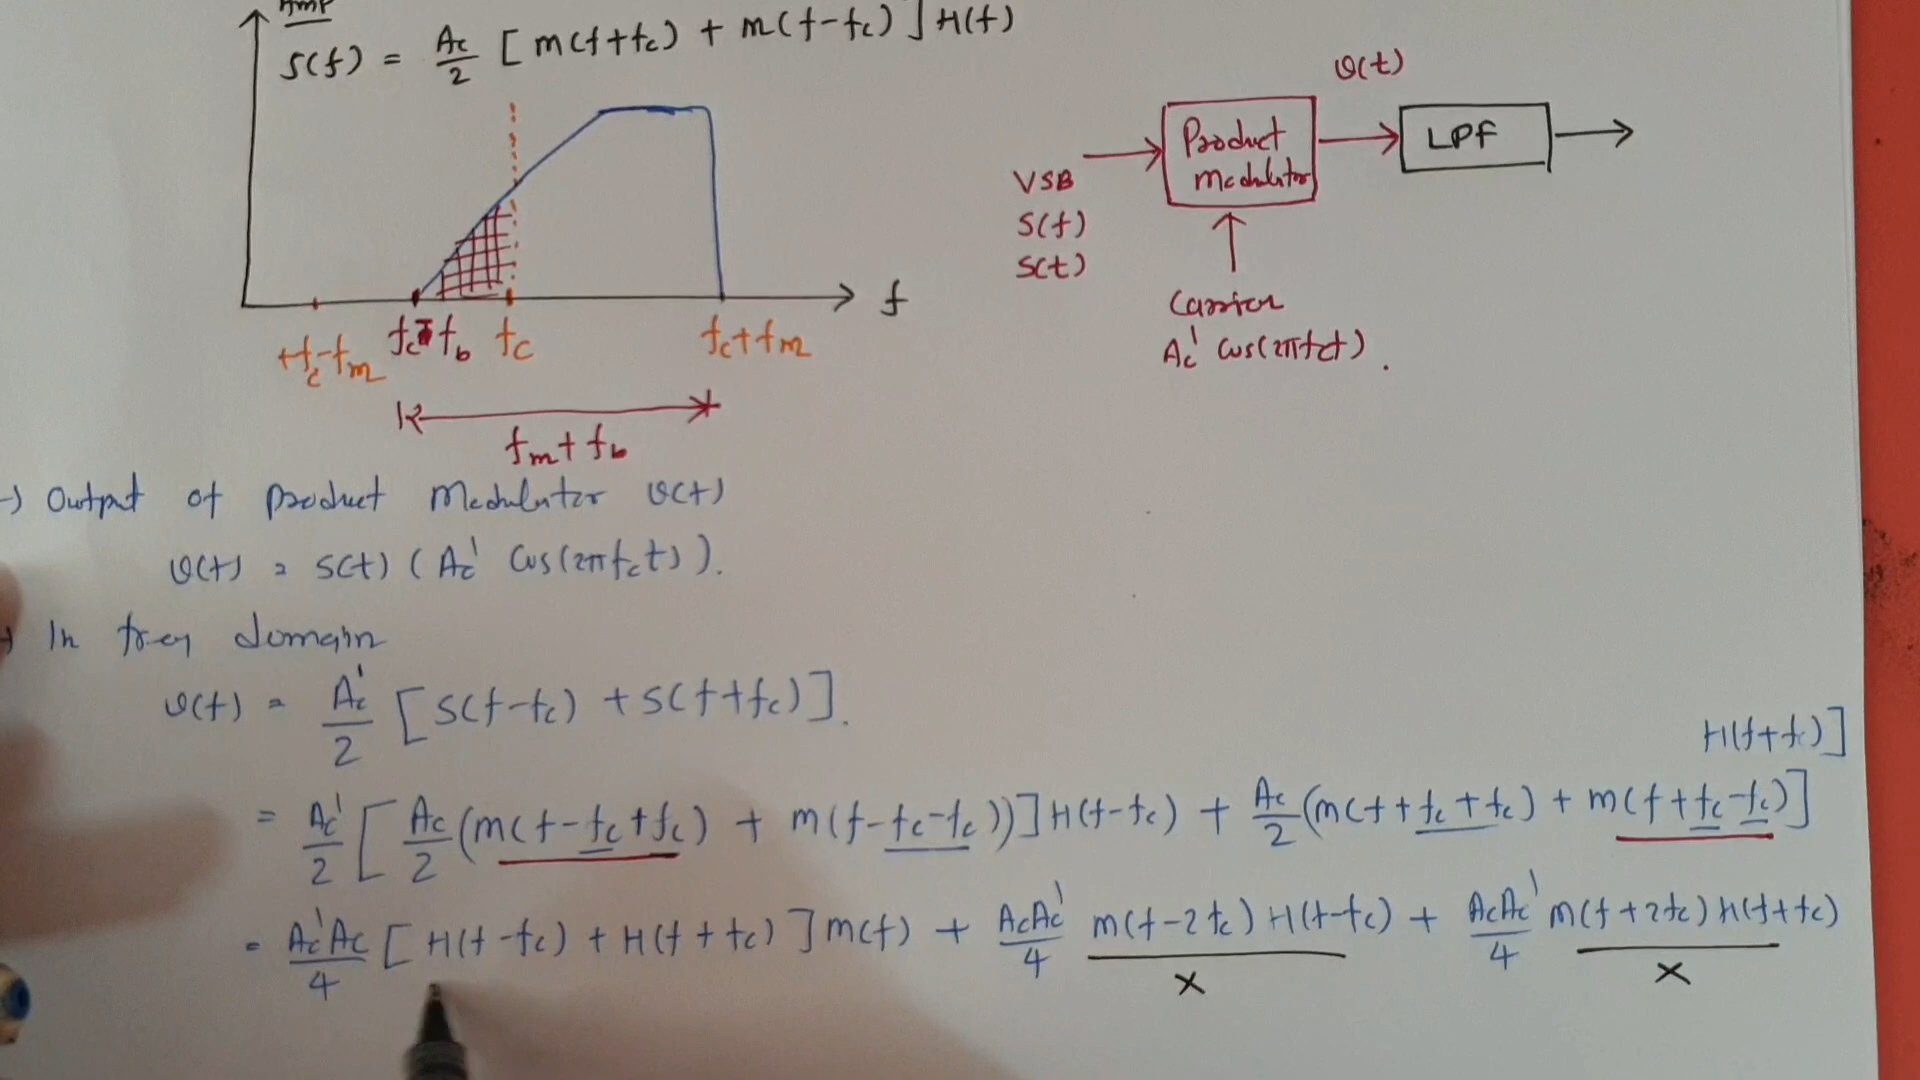 Amp
S(f) = Ac/2 [m(f+fc) + m(f-fc)]H(f)
v(t)
Product
Modulator
LPF
VSB
S(f)
S(t)
Carrier
Ac' Cos(2πfct).
fc-fm fc-fb fc fc+fm f
fm+fb
→ Output of Product Modulator v(t)
v(t) = S(t) (Ac' Cos(2πfct)).
→ In freq domain
v(f) = Ac'/2 [S(f-fc) + S(f+fc)].
= Ac'/2 [Ac/2 (m(f-fc+fc) + m(f-fc-fc))]H(f-fc) + Ac/2 (m(f+fc+fc) + m(f+fc-fc)] H(f+fc)]
= Ac'Ac/4 [H(f-fc) + H(f+fc)]m(f) + AcAc'/4 m(f-2fc)H(f-fc) + AcAc'/4 m(f+2fc)H(f+fc)
x x